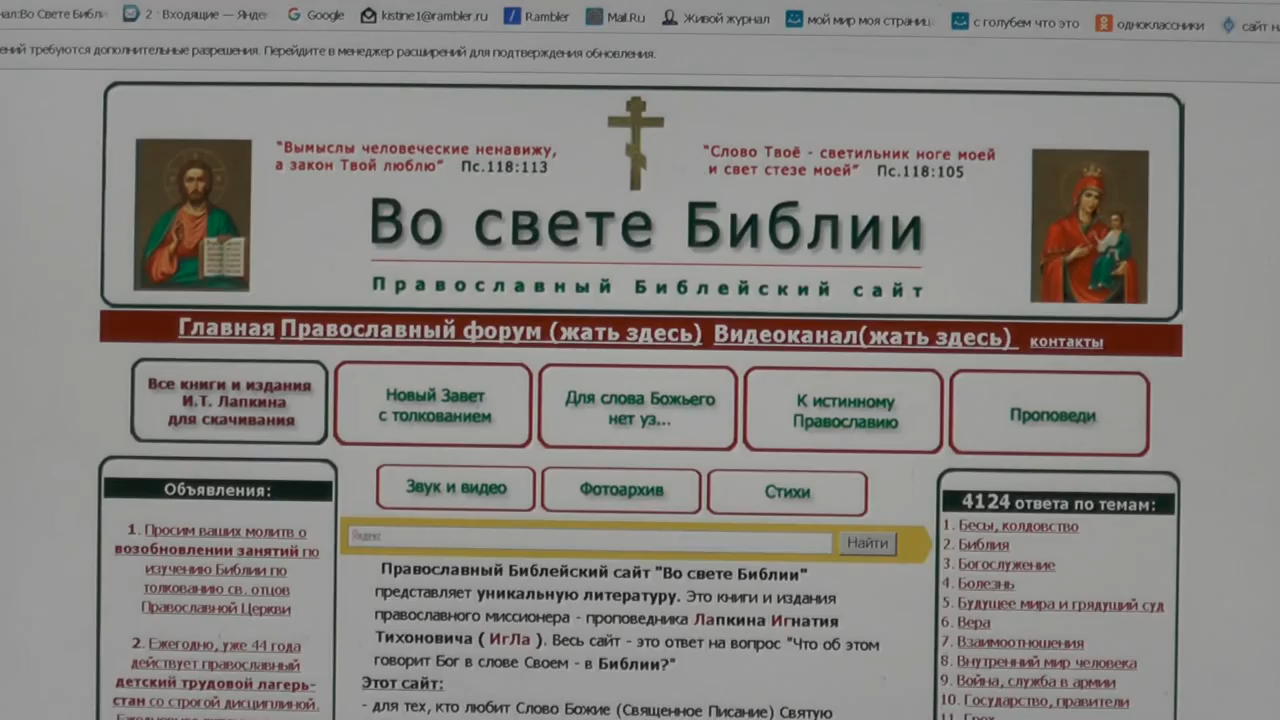 нал:Во Свете Библи
2 · Входящие — Янде
Google
kistine1@rambler.ru
Rambler
Mail.Ru
Живой журнал
мой мир моя страниц
с голубем что это
одноклассники
сайт н
ений требуются дополнительные разрешения. Перейдите в менеджер расширений для подтверждения обновления.
"Вымыслы человеческие ненавижу,
а закон Твой люблю" Пс.118:113
"Слово Твоё - светильник ноге моей
и свет стезе моей" Пс.118:105
Во свете Библии
Православный Библейский сайт
Главная Православный форум (жать здесь) Видеоканал(жать здесь) контакты
Все книги и издания
И.Т. Лапкина
для скачивания
Новый Завет
с толкованием
Для слова Божьего
нет уз...
К истинному
Православию
Проповеди
Звук и видео
Фотоархив
Стихи
Объявления:
1. Просим ваших молитв о
возобновлении занятий по
изучению Библии по
толкованию св. отцов
Православной Церкви
2. Ежегодно, уже 44 года
действует православный
детский трудовой лагерь-
стан со строгой дисциплиной.
Яндекс
Найти
Православный Библейский сайт "Во свете Библии"
представляет уникальную литературу. Это книги и издания
православного миссионера - проповедника Лапкина Игнатия
Тихоновича ( ИгЛа ). Весь сайт - это ответ на вопрос "Что об этом
говорит Бог в слове Своем - в Библии?"
Этот сайт:
- для тех, кто любит Слово Божие (Священное Писание) Святую
4124 ответа по темам:
1. Бесы, колдовство
2. Библия
3. Богослужение
4. Болезнь
5. Будущее мира и грядущий суд
6. Вера
7. Взаимоотношения
8. Внутренний мир человека
9. Война, служба в армии
10. Государство, правители
11. Грех